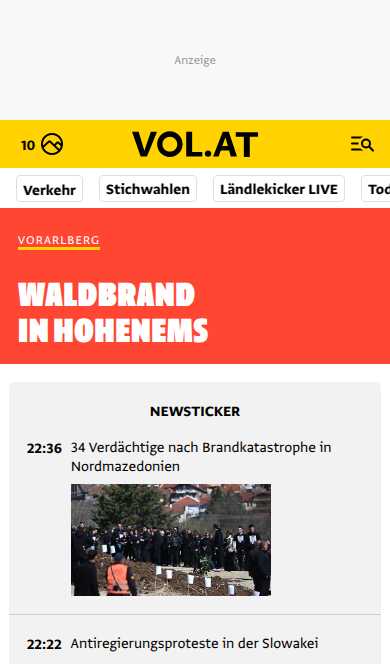 Anzeige
10
VOL.AT
Verkehr
Stichwahlen
Ländlekicker LIVE
Tod
VORARLBERG
WALDBRAND
IN HOHENEMS
NEWSTICKER
22:36 34 Verdächtige nach Brandkatastrophe in
Nordmazedonien
22:22 Antiregierungsproteste in der Slowakei